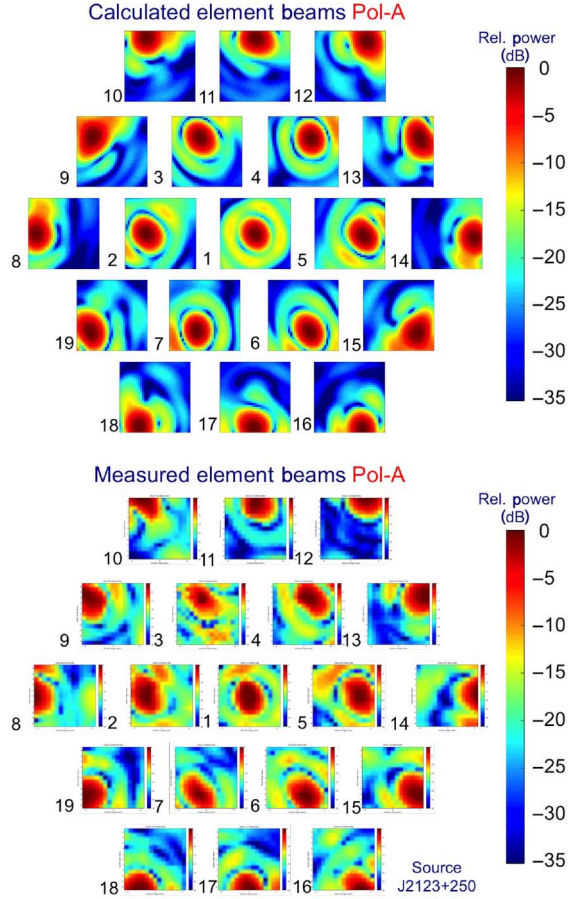 Calculated element beams Pol-A
Rel. power
(dB)
10 11 12
9 3 4 13
8 2 1 5 14
19 7 6 15
18 17 16
0
−5
−10
−15
−20
−25
−30
−35
Measured element beams Pol-A
Rel. power
(dB)
10 11 12
9 3 4 13
8 2 1 5 14
19 7 6 15
18 17 16
0
−5
−10
−15
−20
−25
−30
−35
Source
J2123+250